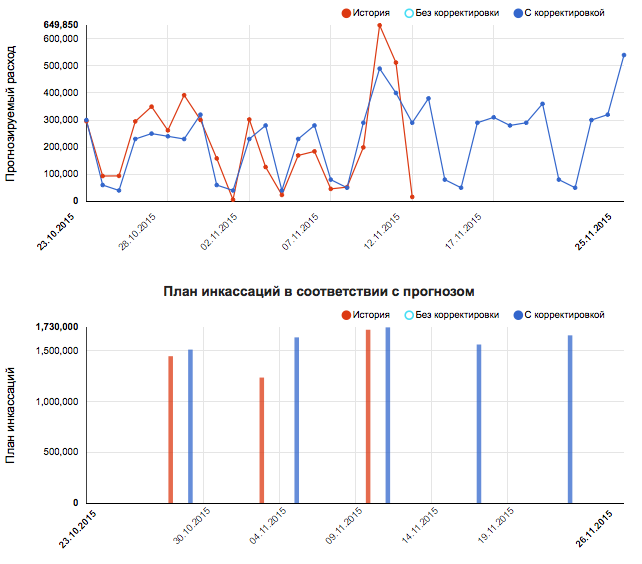 История Без корректировки С корректировкой
Прогнозируемый расход
649,850
600,000
500,000
400,000
300,000
200,000
100,000
0
23.10.2015 28.10.2015 02.11.2015 07.11.2015 12.11.2015 17.11.2015 25.11.2015
План инкассаций в соответствии с прогнозом
История Без корректировки С корректировкой
План инкассаций
1,730,000
1,500,000
1,000,000
500,000
0
23.10.2015 30.10.2015 04.11.2015 09.11.2015 14.11.2015 19.11.2015 26.11.2015